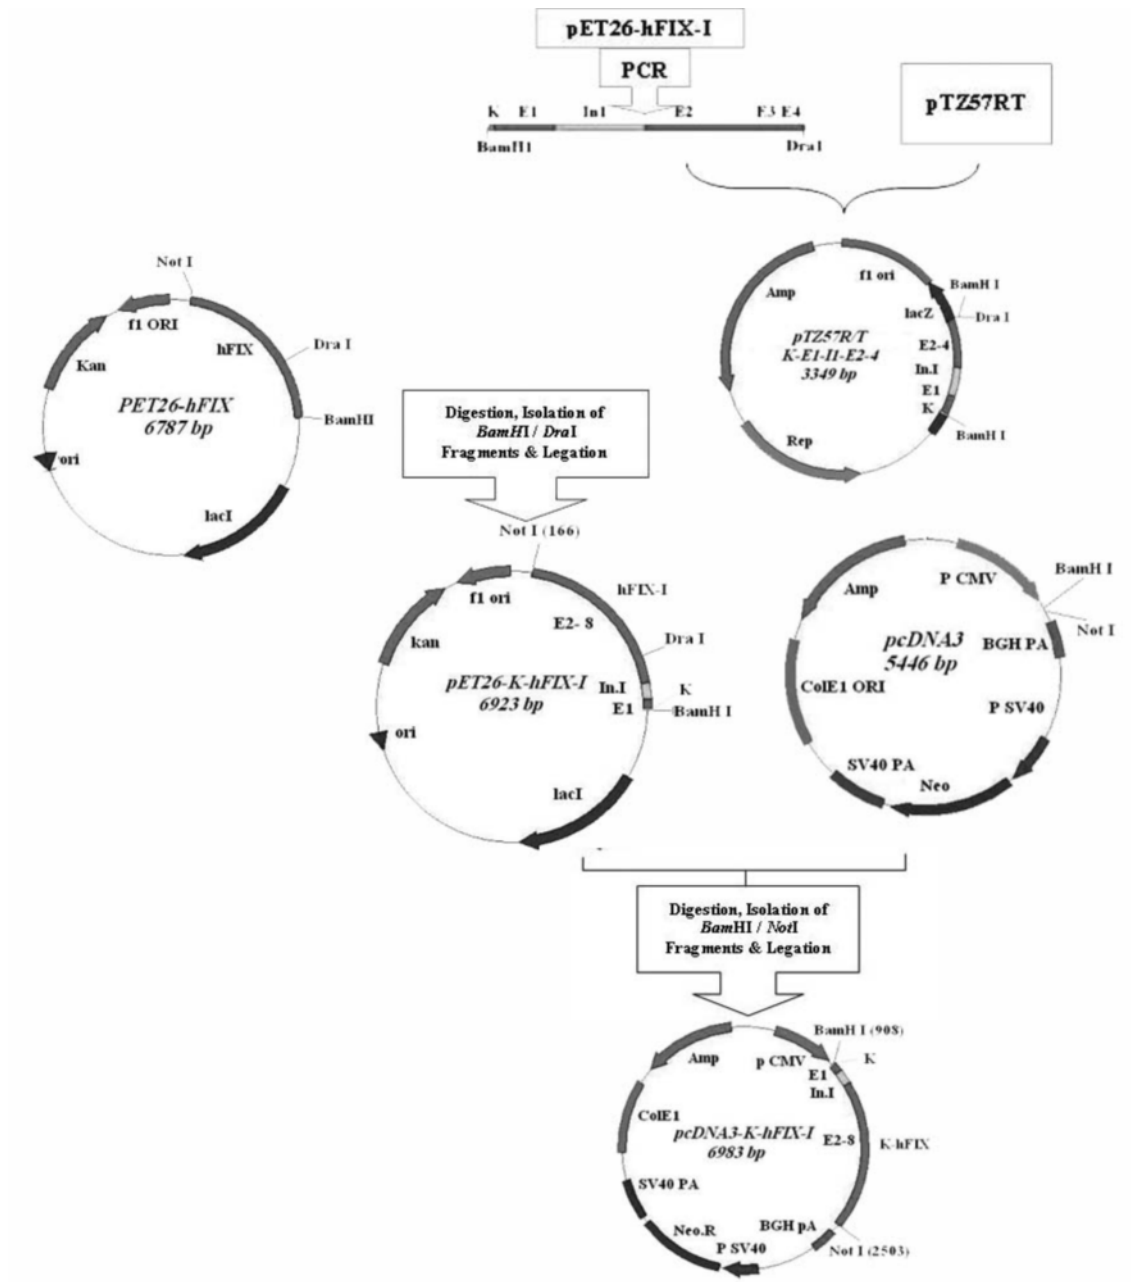 pET26-hFIX-I
PCR
pTZ57RT
K E1 In1 E2 E3 E4
BamH1 DraI
Not I
f1 ORI
Kan
hFIX
Dra I
PET26-hFIX
6787 bp
BamHI
ori
lacI
f1 ori
Amp
BamH I
lacZ
Dra I
pTZ57R/T
K-E1-I1-E2-4
3349 bp
E2-4
In.I
E1
K
BamH I
Rep
Digestion, Isolation of
BamHI / DraI
Fragments & Legation
Not I (166)
f1 ori
hFIX-I
E2- 8
kan
Dra I
pET26-K-hFIX-I
6923 bp
In.I
K
E1
BamH I
ori
lacI
P CMV
BamH I
Amp
Not I
pcDNA3
5446 bp
BGH PA
ColE1 ORI
P SV40
SV40 PA
Neo
Digestion, Isolation of
BamHI / NotI
Fragments & Legation
BamH I (908)
Amp
p CMV
K
E1
In.I
ColE1
pcDNA3-K-hFIX-I
6983 bp
E2-8
K-hFIX
SV40 PA
Neo.R
BGH pA
P SV40
Not I (2503)